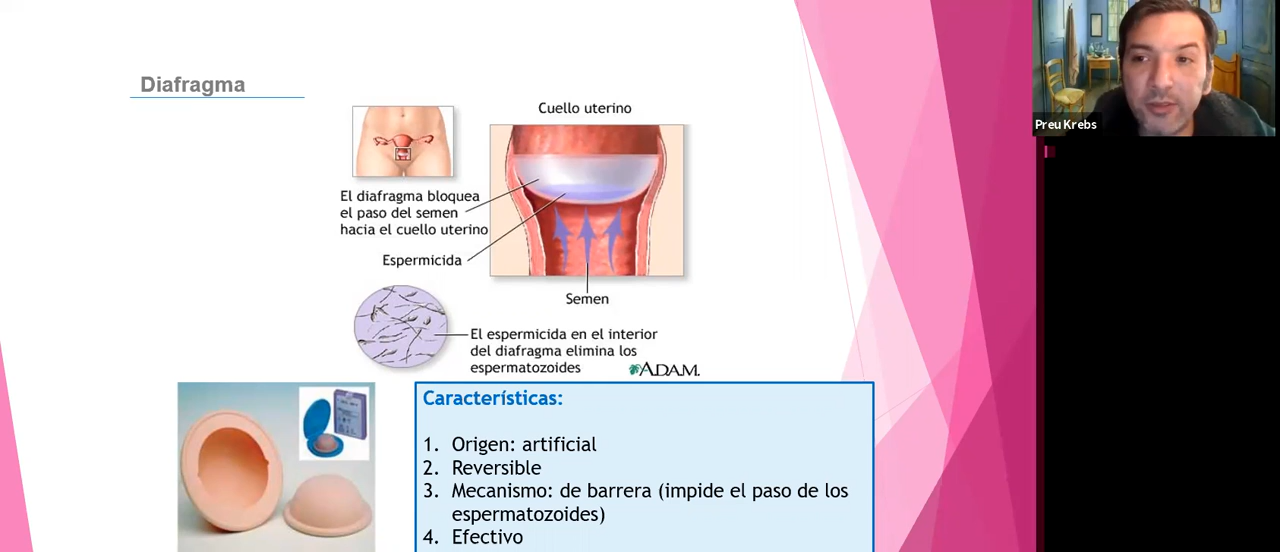 Diafragma
Cuello uterino
El diafragma bloquea
el paso del semen
hacia el cuello uterino
Espermicida
Semen
El espermicida en el interior
del diafragma elimina los
espermatozoides
ADAM.
Características:
1. Origen: artificial
2. Reversible
3. Mecanismo: de barrera (impide el paso de los
espermatozoides)
4. Efectivo
Preu Krebs